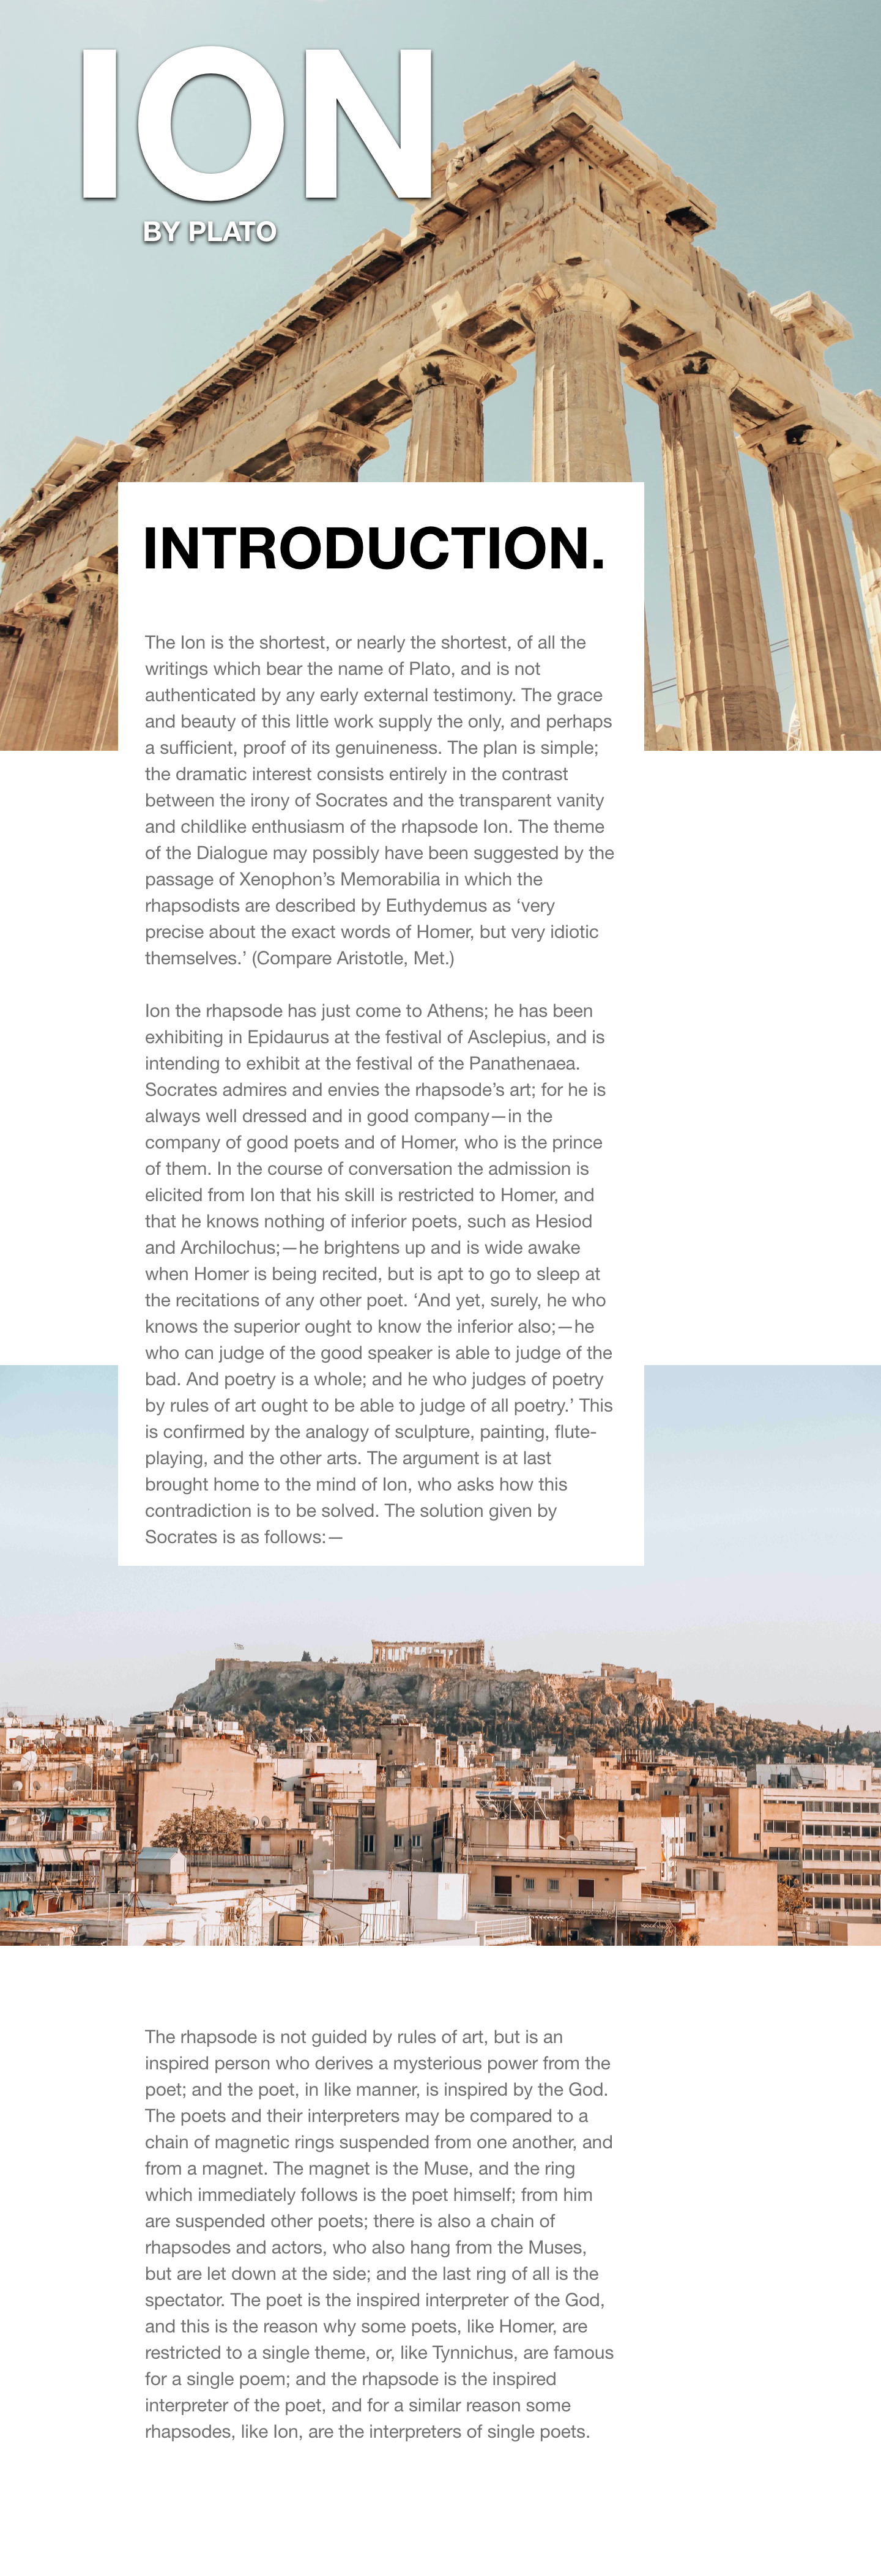 ION
BY PLATO
INTRODUCTION.
The Ion is the shortest, or nearly the shortest, of all the
writings which bear the name of Plato, and is not
authenticated by any early external testimony. The grace
and beauty of this little work supply the only, and perhaps
a sufficient, proof of its genuineness. The plan is simple;
the dramatic interest consists entirely in the contrast
between the irony of Socrates and the transparent vanity
and childlike enthusiasm of the rhapsode Ion. The theme
of the Dialogue may possibly have been suggested by the
passage of Xenophon’s Memorabilia in which the
rhapsodists are described by Euthydemus as ‘very
precise about the exact words of Homer, but very idiotic
themselves.’ (Compare Aristotle, Met.)
Ion the rhapsode has just come to Athens; he has been
exhibiting in Epidaurus at the festival of Asclepius, and is
intending to exhibit at the festival of the Panathenaea.
Socrates admires and envies the rhapsode’s art; for he is
always well dressed and in good company—in the
company of good poets and of Homer, who is the prince
of them. In the course of conversation the admission is
elicited from Ion that his skill is restricted to Homer, and
that he knows nothing of inferior poets, such as Hesiod
and Archilochus;—he brightens up and is wide awake
when Homer is being recited, but is apt to go to sleep at
the recitations of any other poet. ‘And yet, surely, he who
knows the superior ought to know the inferior also;—he
who can judge of the good speaker is able to judge of the
bad. And poetry is a whole; and he who judges of poetry
by rules of art ought to be able to judge of all poetry.’ This
is confirmed by the analogy of sculpture, painting, flute-
playing, and the other arts. The argument is at last
brought home to the mind of Ion, who asks how this
contradiction is to be solved. The solution given by
Socrates is as follows:—
The rhapsode is not guided by rules of art, but is an
inspired person who derives a mysterious power from the
poet; and the poet, in like manner, is inspired by the God.
The poets and their interpreters may be compared to a
chain of magnetic rings suspended from one another, and
from a magnet. The magnet is the Muse, and the ring
which immediately follows is the poet himself; from him
are suspended other poets; there is also a chain of
rhapsodes and actors, who also hang from the Muses,
but are let down at the side; and the last ring of all is the
spectator. The poet is the inspired interpreter of the God,
and this is the reason why some poets, like Homer, are
restricted to a single theme, or, like Tynnichus, are famous
for a single poem; and the rhapsode is the inspired
interpreter of the poet, and for a similar reason some
rhapsodes, like Ion, are the interpreters of single poets.